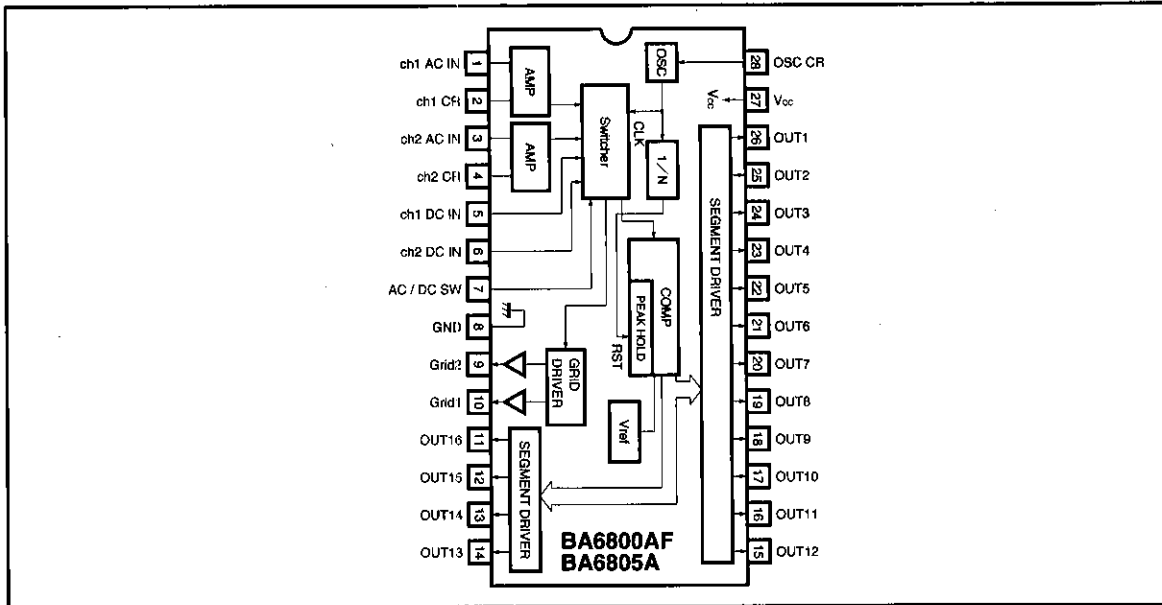 ch1 AC IN
1
ch1 CR
2
ch2 AC IN
3
ch2 CR
4
ch1 DC IN
5
ch2 DC IN
6
AC / DC SW
7
GND
8
Grid2
9
Grid1
10
OUT16
11
OUT15
12
OUT14
13
OUT13
14
AMP
AMP
Switcher
OSC
CLK
1/N
COMP
PEAK HOLD
RST
GRID
DRIVER
Vref
SEGMENT DRIVER
SEGMENT DRIVER
Vcc
BA6800AF
BA6805A
28
OSC CR
27
Vcc
26
OUT1
25
OUT2
24
OUT3
23
OUT4
22
OUT5
21
OUT6
20
OUT7
19
OUT8
18
OUT9
17
OUT10
16
OUT11
15
OUT12